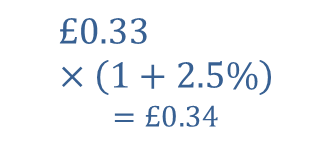 £0.33
× (1 + 2.5%)
= £0.34